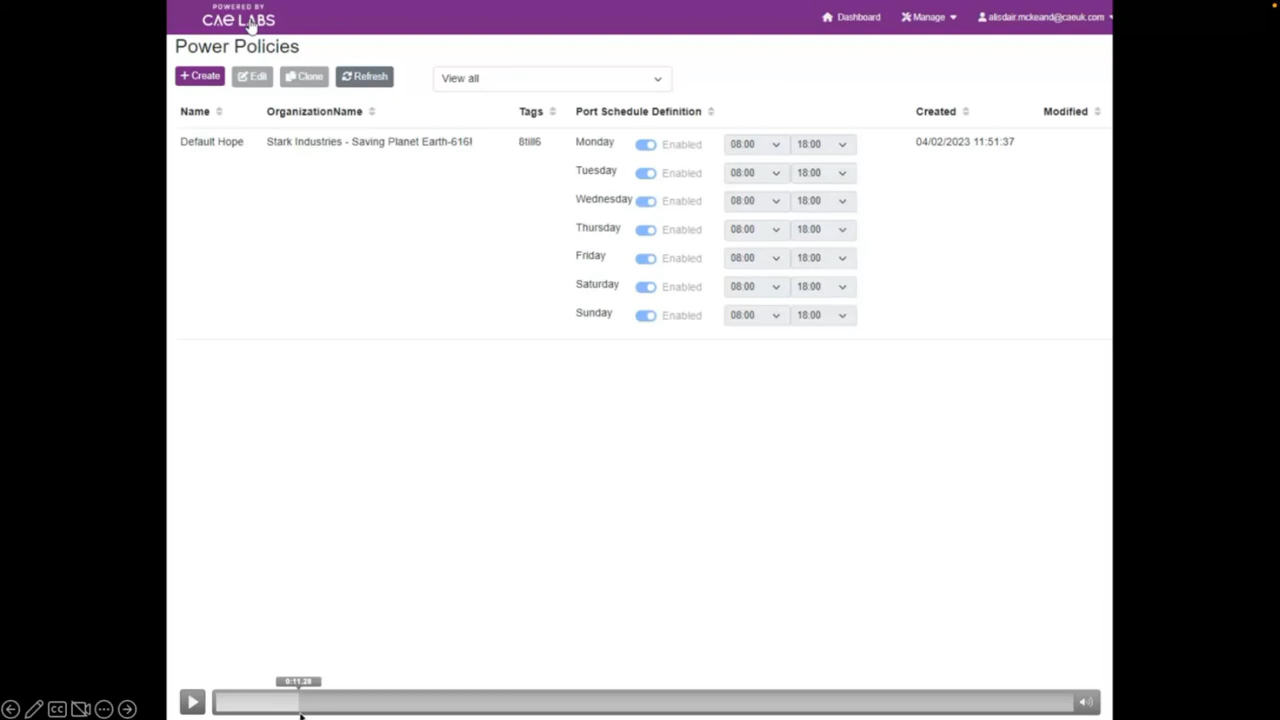 POWERED BY
CAE LABS
Dashboard Manage alisdair.mckeand@caeuk.com
Power Policies
+ Create Edit Clone Refresh View all
Name OrganizationName Tags Port Schedule Definition Created Modified
Default Hope Stark Industries - Saving Planet Earth-616! 8till6 Monday Enabled 08:00 18:00 04/02/2023 11:51:37
Tuesday Enabled 08:00 18:00
Wednesday Enabled 08:00 18:00
Thursday Enabled 08:00 18:00
Friday Enabled 08:00 18:00
Saturday Enabled 08:00 18:00
Sunday Enabled 08:00 18:00
0:11.28
CC